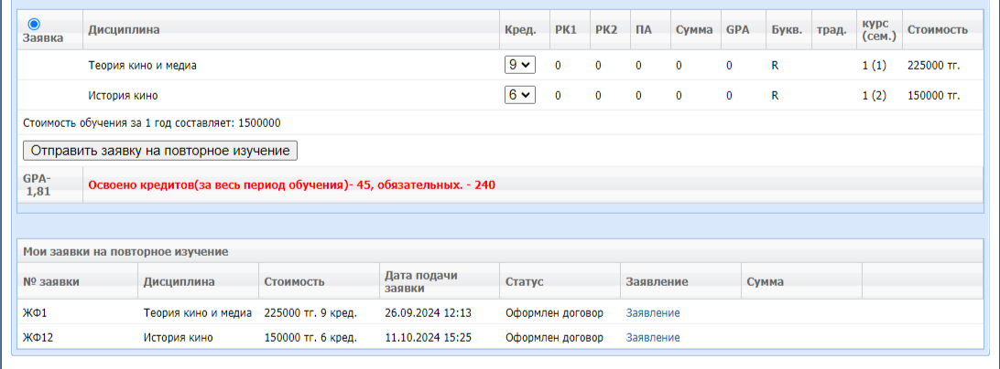 Заявка Дисциплина Кред. РК1 РК2 ПА Сумма GPA Букв. трад. курс (сем.) Стоимость
Теория кино и медиа 9 0 0 0 0 0 R 1 (1) 225000 тг.
История кино 6 0 0 0 0 0 R 1 (2) 150000 тг.
Стоимость обучения за 1 год составляет: 1500000
Отправить заявку на повторное изучение
GPA- 1,81 Освоено кредитов(за весь период обучения)- 45, обязательных. - 240
Мои заявки на повторное изучение
№ заявки Дисциплина Стоимость Дата подачи заявки Статус Заявление Сумма
ЖФ1 Теория кино и медиа 225000 тг. 9 кред. 26.09.2024 12:13 Оформлен договор Заявление
ЖФ12 История кино 150000 тг. 6 кред. 11.10.2024 15:25 Оформлен договор Заявление